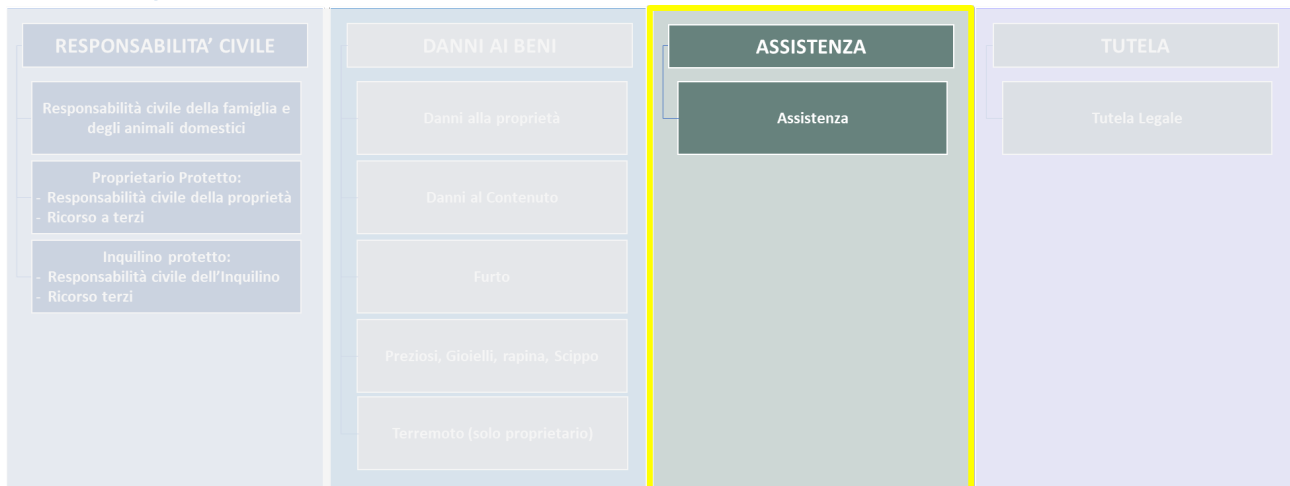 RESPONSABILITA’ CIVILE
Responsabilità civile della famiglia e
degli animali domestici
Proprietario Protetto:
- Responsabilità civile della proprietà
- Ricorso a terzi
Inquilino protetto:
- Responsabilità civile dell’Inquilino
- Ricorso terzi
DANNI AI BENI
Danni alla proprietà
Danni al Contenuto
Furto
Preziosi, Gioielli, rapina, Scippo
Terremoto (solo proprietario)
ASSISTENZA
Assistenza
TUTELA
Tutela Legale